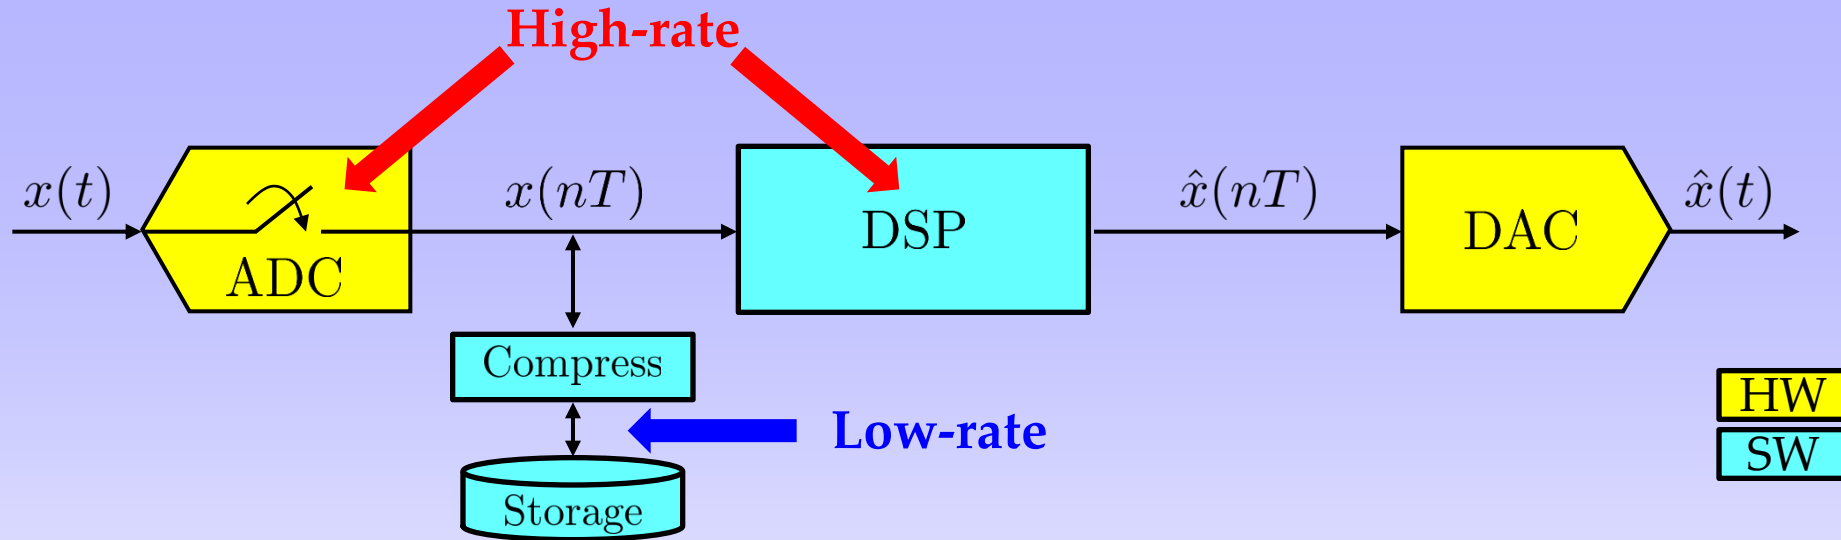 High-rate
x(t)
ADC
x(nT)
DSP
x̂(nT)
DAC
x̂(t)
Compress
Low-rate
Storage
HW
SW